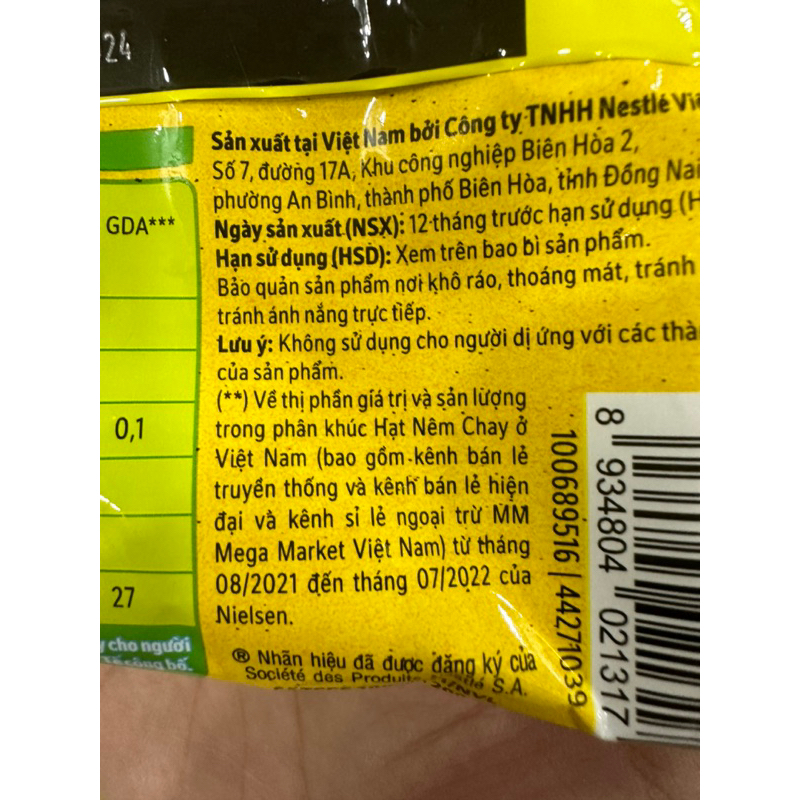 24
GDA***
0,1
27
cho người
Sản xuất tại Việt Nam bởi Công ty TNHH Nestlé
Số 7, đường 17A, Khu công nghiệp Biên Hòa 2,
phường An Bình, thành phố Biên Hòa, tỉnh Đồng Nai
Ngày sản xuất (NSX): 12 tháng trước hạn sử dụng (H
Hạn sử dụng (HSD): Xem trên bao bì sản phẩm.
Bảo quản sản phẩm nơi khô ráo, thoáng mát, tránh
tránh ánh nắng trực tiếp.
Lưu ý: Không sử dụng cho người dị ứng với các
của sản phẩm.
(**) Về thị phần giá trị và sản lượng
trong phân khúc Hạt Nêm Chay ở
Việt Nam (bao gồm kênh bán lẻ
truyền thống và kênh bán lẻ hiện
đại và kênh sỉ lẻ ngoại trừ MM
Mega Market Việt Nam) từ tháng
08/2021 đến tháng 07/2022 của
Nielsen.
® Nhãn hiệu đã được đăng ký của
Société des Produits S.A.
100689516 | 44271039
8 934804 021317